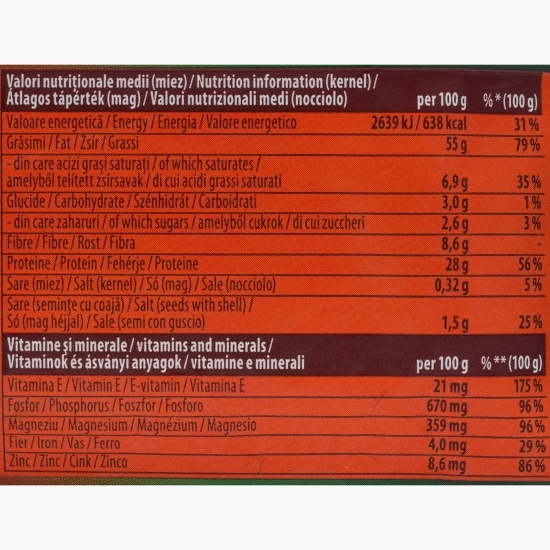 Valori nutriționale medii (miez) / Nutrition information (kernel) /
Átlagos tápérték (mag) / Valori nutrizionali medi (nocciolo) per 100 g %* (100 g)
Valoare energetică / Energy / Energia / Valore energetico 2639 kJ / 638 kcal 31 %
Grăsimi / Fat / Zsír / Grassi 55 g 79 %
- din care acizi grași saturați / of which saturates /
amelyből telített zsírsavak / di cui acidi grassi saturati 6,9 g 35 %
Glucide / Carbohydrate / Szénhidrát / Carboidrati 3,0 g 1 %
- din care zaharuri / of which sugars / amelyből cukrok / di cui zuccheri 2,6 g 3 %
Fibre / Fibre / Rost / Fibra 8,6 g -
Proteine / Protein / Fehérje / Proteine 28 g 56 %
Sare (miez) / Salt (kernel) / Só (mag) / Sale (nocciolo) 0,32 g 5 %
Sare (semințe cu coajă) / Salt (seeds with shell) /
Só (mag héjjal) / Sale (semi con guscio) 1,5 g 25 %
Vitamine și minerale / vitamins and minerals /
Vitaminok és ásványi anyagok / vitamine e minerali per 100 g %** (100 g)
Vitamina E / Vitamin E / E-vitamin / Vitamina E 21 mg 175 %
Fosfor / Phosphorus / Foszfor / Fosforo 670 mg 96 %
Magneziu / Magnesium / Magnézium / Magnesio 359 mg 96 %
Fier / Iron / Vas / Ferro 4,0 mg 29 %
Zinc / Zinc / Cink / Zinco 8,6 mg 86 %